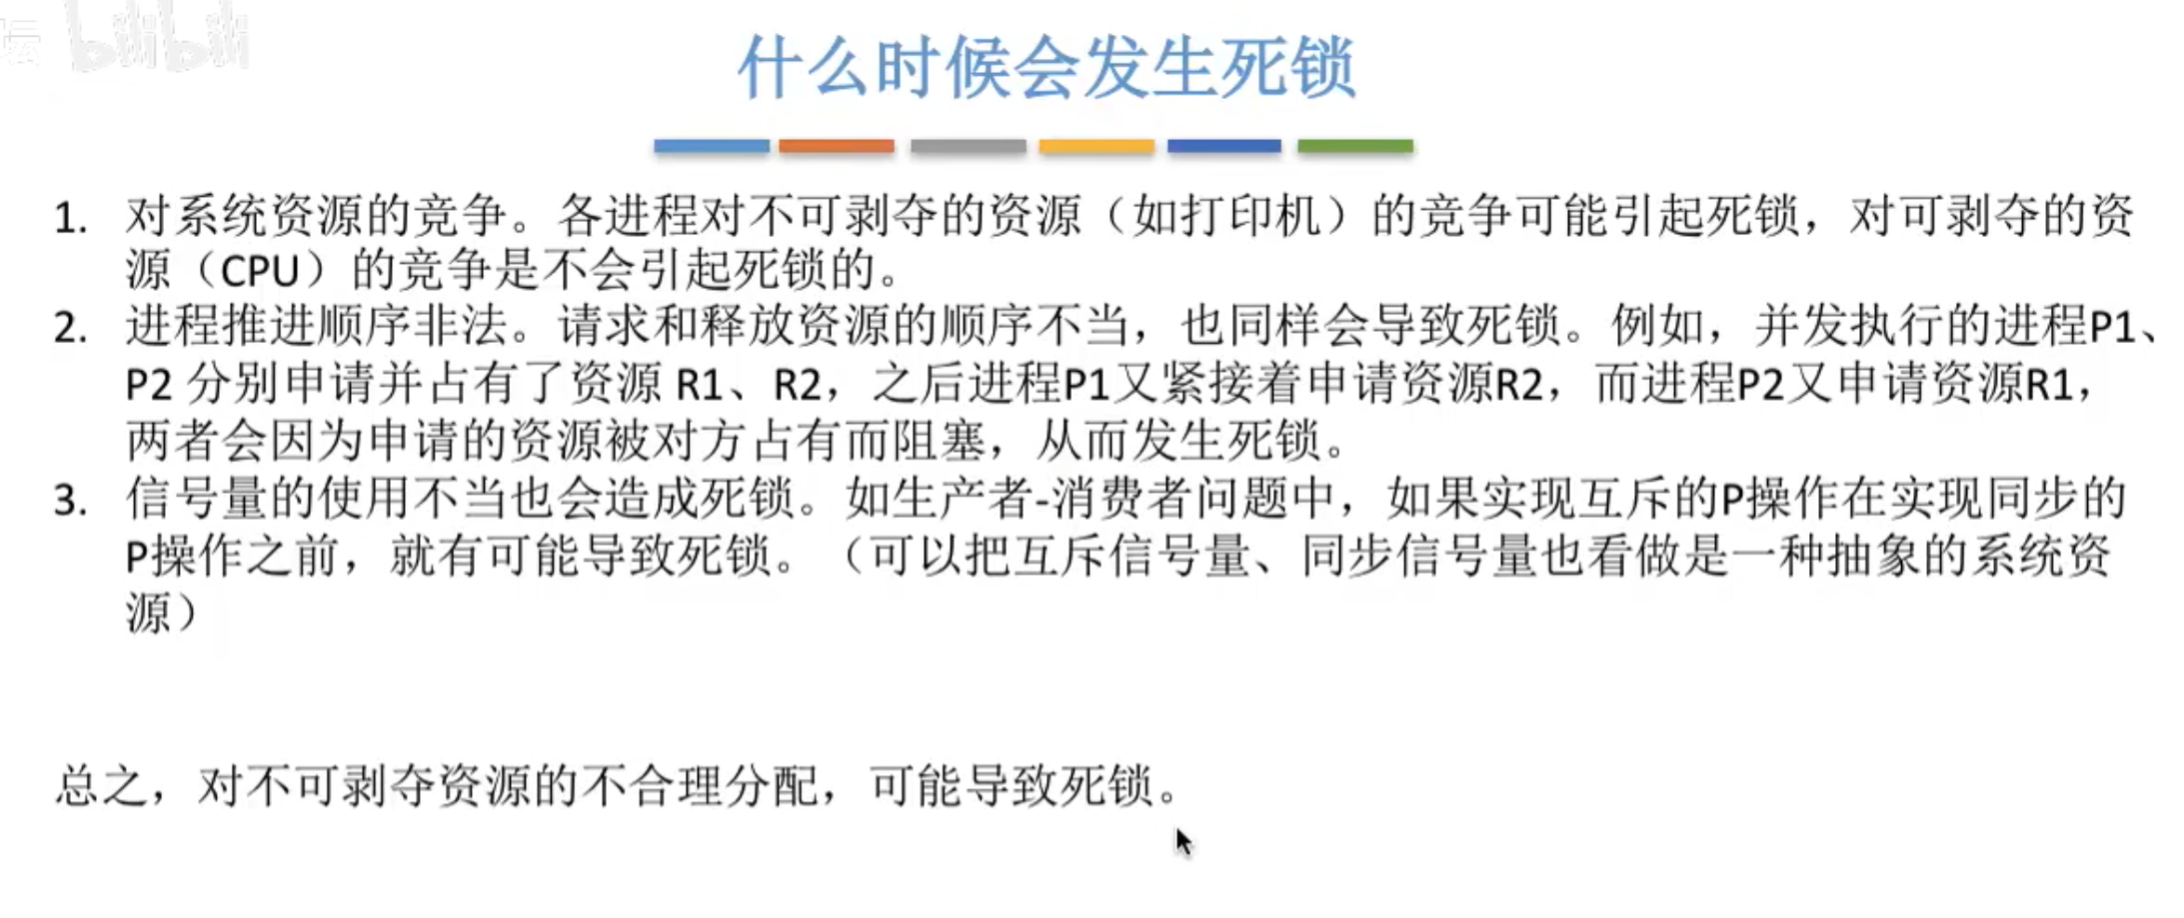 坛 bilibili
什么时候会发生死锁
1. 对系统资源的竞争。各进程对不可剥夺的资源（如打印机）的竞争可能引起死锁，对可剥夺的资
源（CPU）的竞争是不会引起死锁的。
2. 进程推进顺序非法。请求和释放资源的顺序不当，也同样会导致死锁。例如，并发执行的进程P1、
P2 分别申请并占有了资源 R1、R2，之后进程P1又紧接着申请资源R2，而进程P2又申请资源R1，
两者会因为申请的资源被对方占有而阻塞，从而发生死锁。
3. 信号量的使用不当也会造成死锁。如生产者-消费者问题中，如果实现互斥的P操作在实现同步的
P操作之前，就有可能导致死锁。（可以把互斥信号量、同步信号量也看做是一种抽象的系统资
源）
总之，对不可剥夺资源的不合理分配，可能导致死锁。